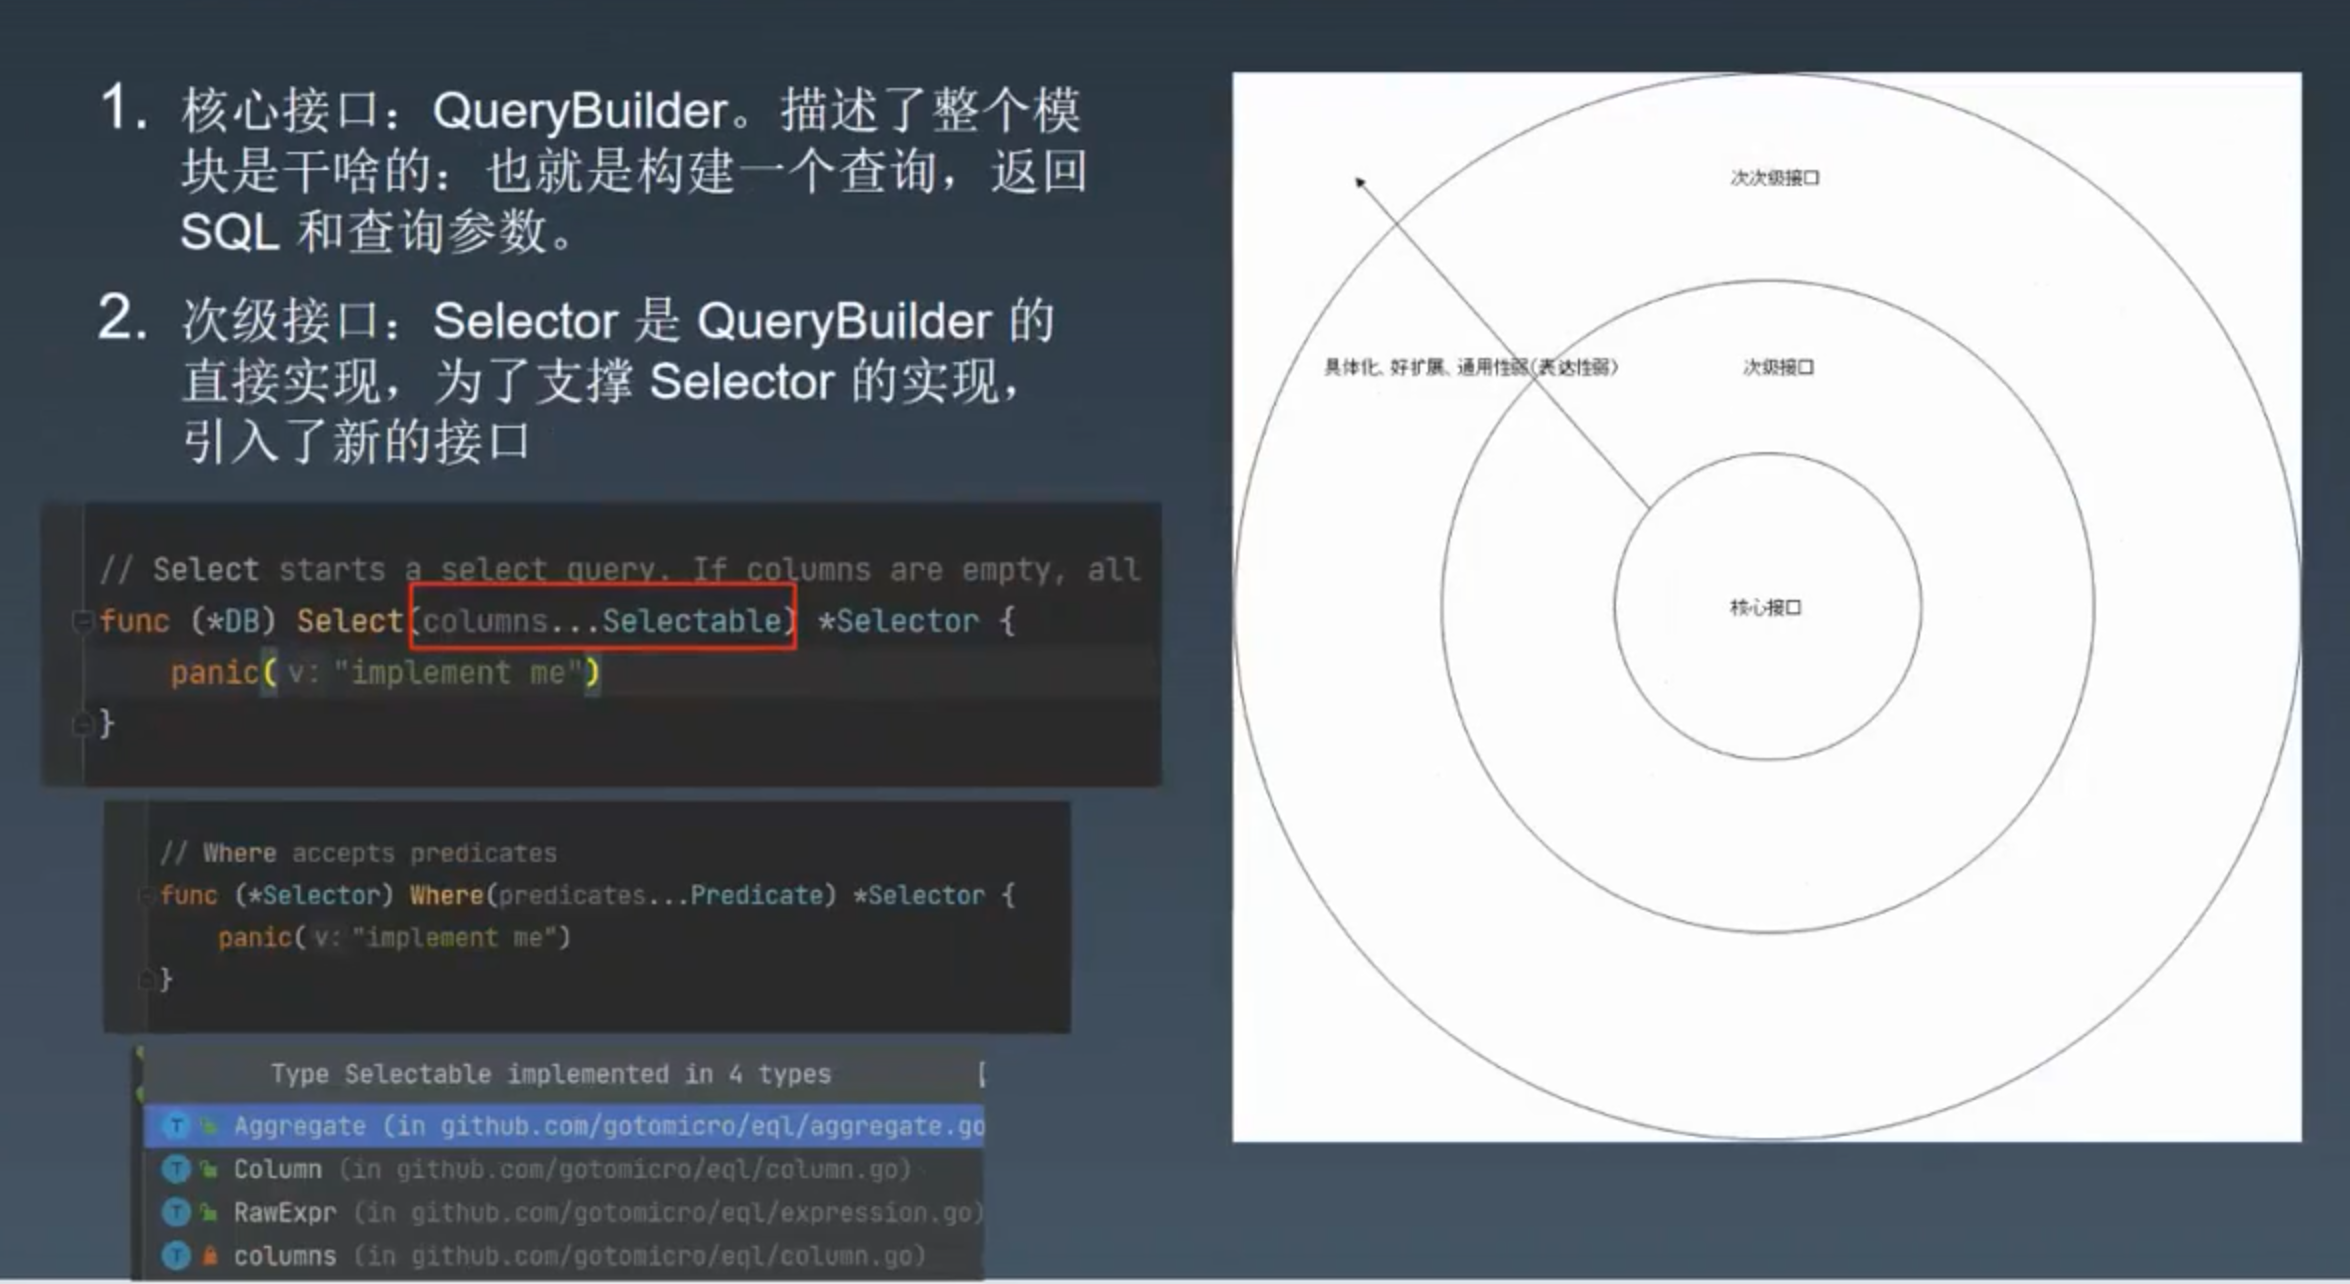 1. 核心接口：QueryBuilder。描述了整个模
块是干啥的：也就是构建一个查询，返回
SQL 和查询参数。
2. 次级接口：Selector 是 QueryBuilder 的
直接实现，为了支撑 Selector 的实现，
引入了新的接口
// Select starts a select query. If columns are empty, all
func (*DB) Select(columns...Selectable) *Selector {
panic( v: "implement me")
}
// Where accepts predicates
func (*Selector) Where(predicates...Predicate) *Selector {
panic( v: "implement me")
}
Type Selectable implemented in 4 types [
T Aggregate (in github.com/gotomicro/eql/aggregate.go
T Column (in github.com/gotomicro/eql/column.go)
T RawExpr (in github.com/gotomicro/eql/expression.go)
T columns (in github.com/gotomicro/eql/column.go)
次次级接口
具体化、好扩展、通用性弱（表达性弱）
次级接口
核心接口